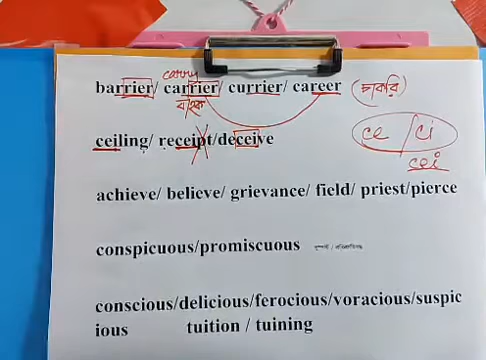 carry
barrier/ carrier/ currier/ career (চাকরি)
বাহক
ceiling/ receipt/deceive
ce / ci
cei
achieve/ believe/ grievance/ field/ priest/pierce
conspicuous/promiscuous
conscious/delicious/ferocious/voracious/suspic
ious tuition / tuining